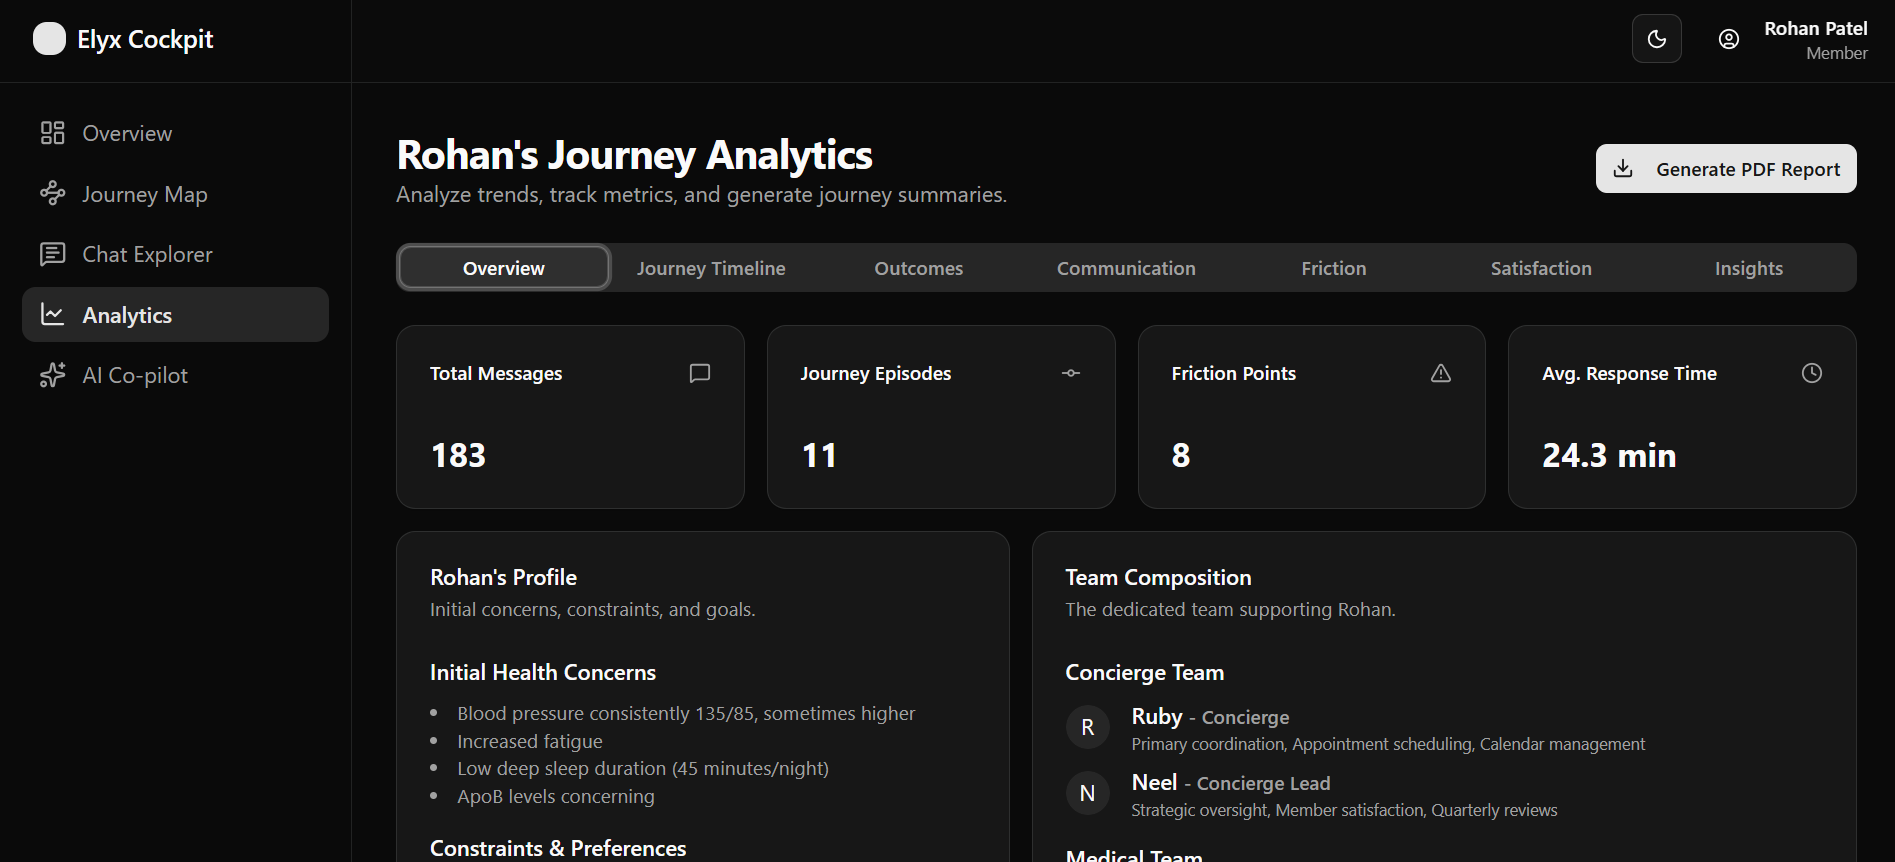 Elyx Cockpit
Rohan Patel
Member
Overview
Journey Map
Chat Explorer
Analytics
AI Co-pilot
Rohan's Journey Analytics
Analyze trends, track metrics, and generate journey summaries.
Generate PDF Report
Overview Journey Timeline Outcomes Communication Friction Satisfaction Insights
Total Messages
183
Journey Episodes
11
Friction Points
8
Avg. Response Time
24.3 min
Rohan's Profile
Initial concerns, constraints, and goals.
Initial Health Concerns
• Blood pressure consistently 135/85, sometimes higher
• Increased fatigue
• Low deep sleep duration (45 minutes/night)
• ApoB levels concerning
Constraints & Preferences
Team Composition
The dedicated team supporting Rohan.
Concierge Team
R
Ruby - Concierge
Primary coordination, Appointment scheduling, Calendar management
N
Neel - Concierge Lead
Strategic oversight, Member satisfaction, Quarterly reviews
Medical Team